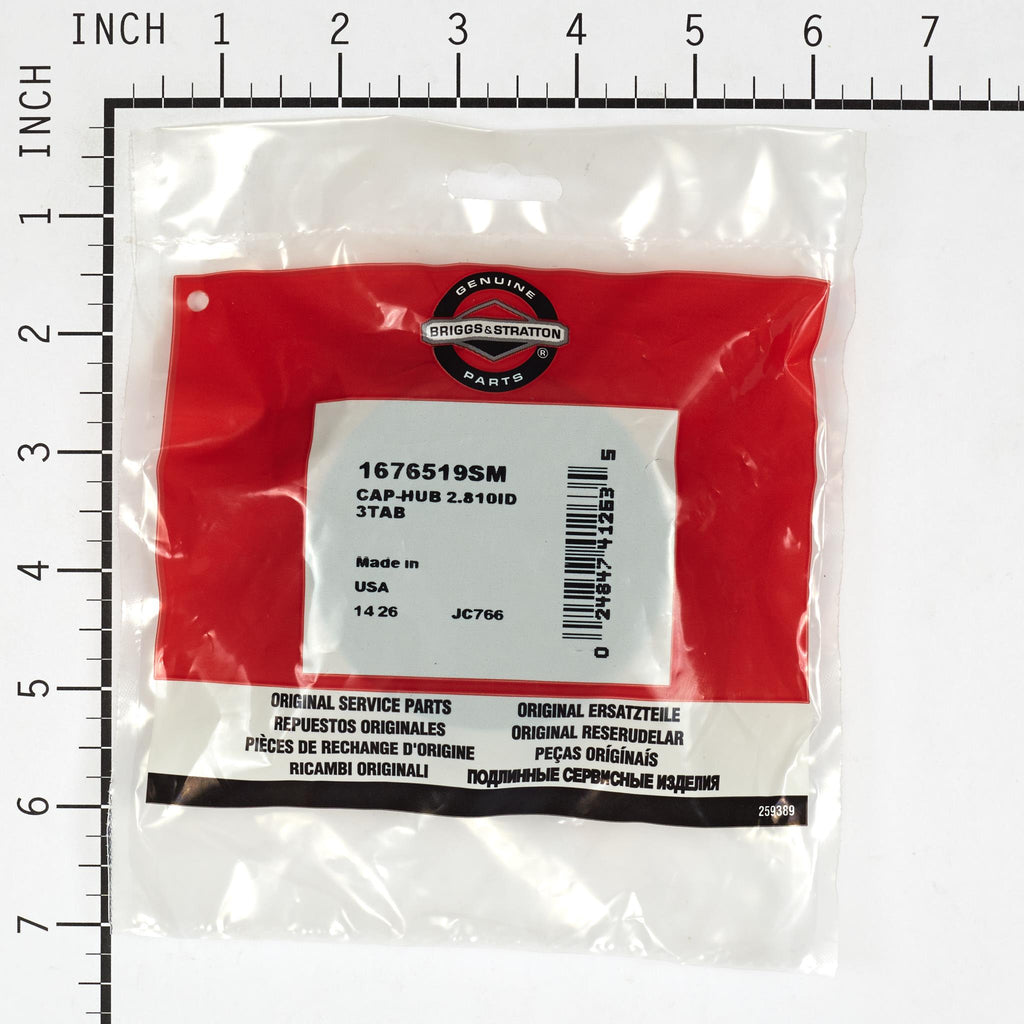 INCH 1 2 3 4 5 6 7
INCH 1 2 3 4 5 6 7
GENUINE
BRIGGS & STRATTON
®
PARTS
1676519SM
CAP-HUB 2.810ID
3TAB
Made in
USA
14 26 JC766
0 24847 41263 5
ORIGINAL SERVICE PARTS
REPUESTOS ORIGINALES
PIÈCES DE RECHANGE D'ORIGINE
RICAMBI ORIGINALI
ORIGINAL ERSATZTEILE
ORIGINAL RESERUDELAR
PEÇAS ORÍGÍNAÍS
ПОДЛИННЫЕ СЕРВИСНЫЕ ИЗДЕЛИЯ
259389